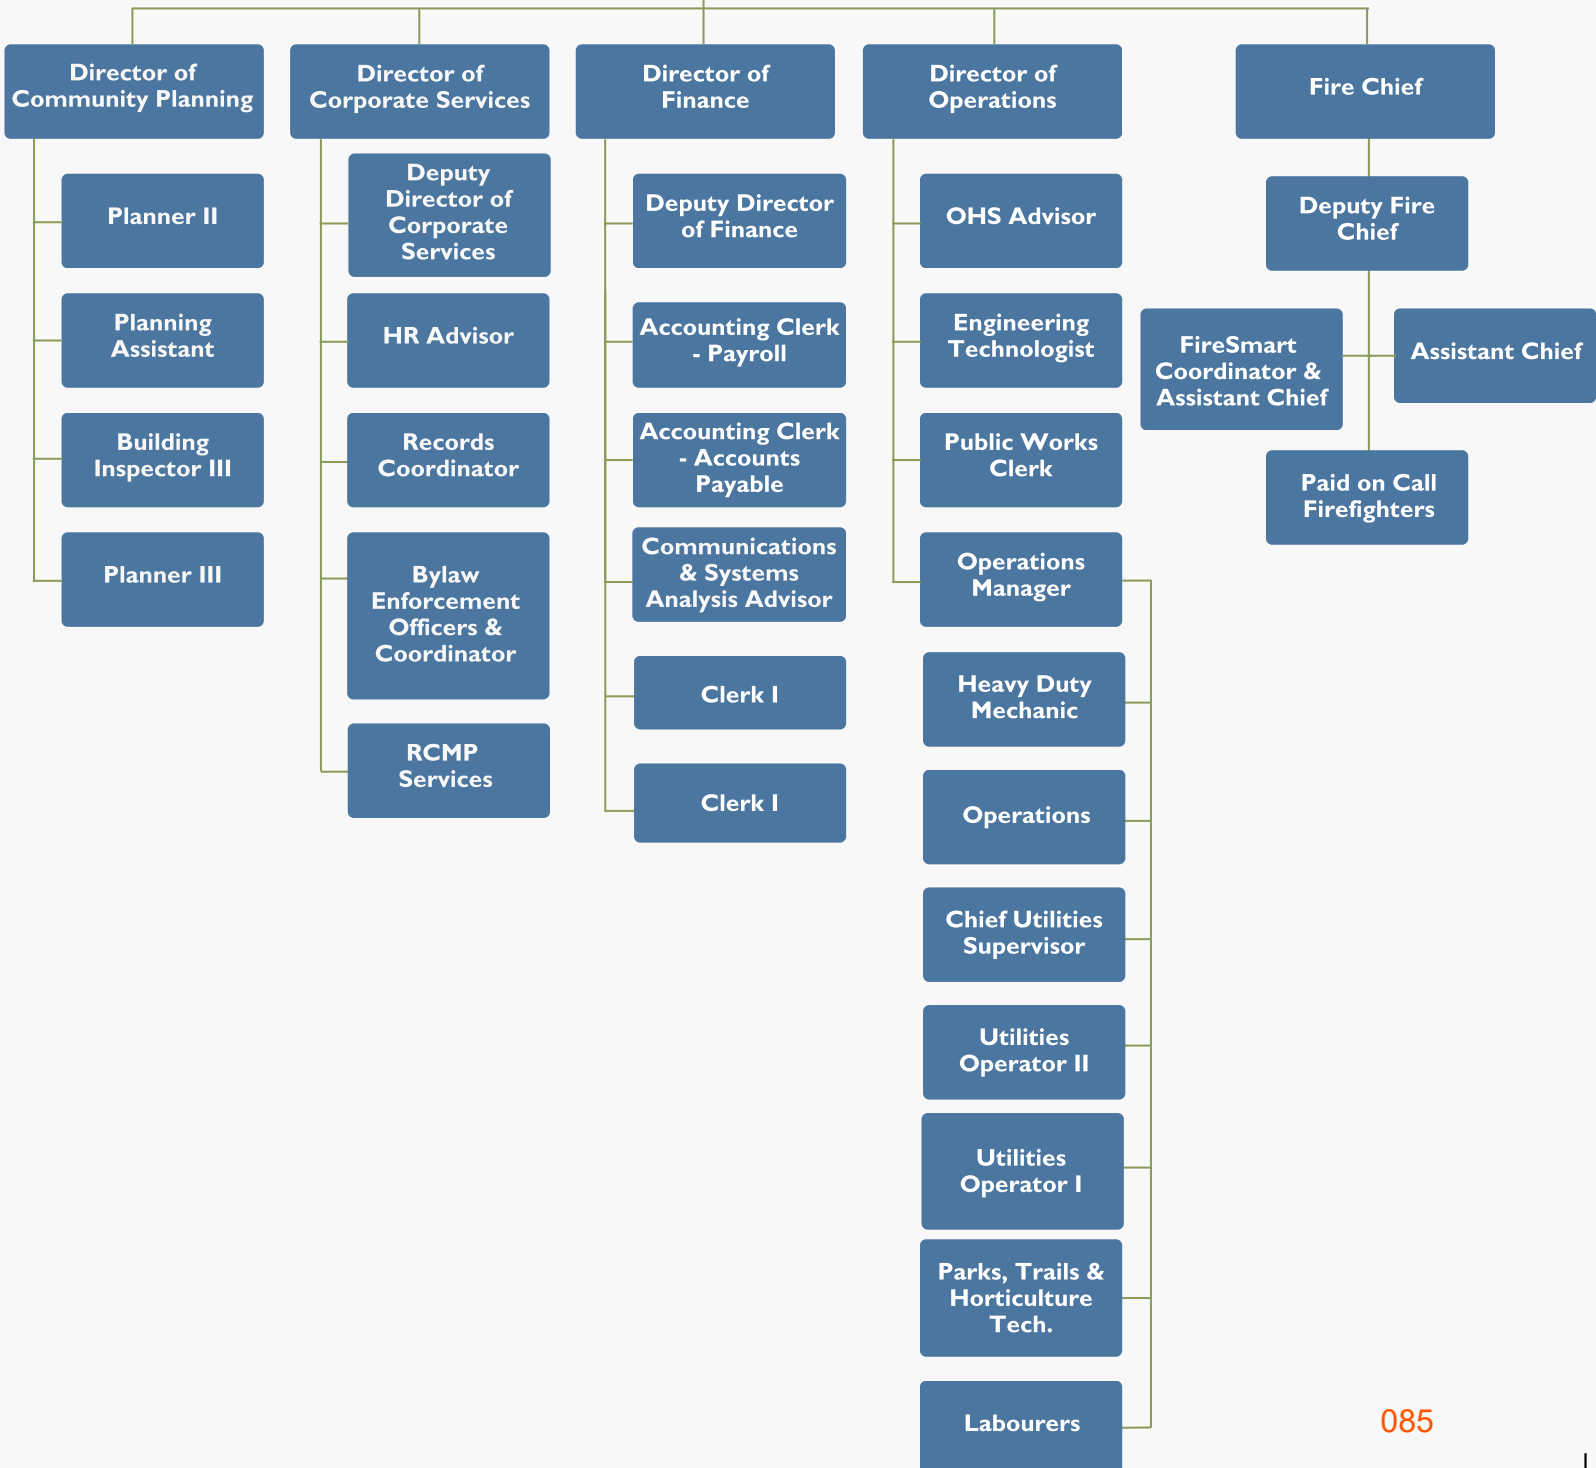 Director of
Community Planning
Planner II
Planning
Assistant
Building
Inspector III
Planner III
Director of
Corporate Services
Deputy
Director of
Corporate
Services
HR Advisor
Records
Coordinator
Bylaw
Enforcement
Officers &
Coordinator
RCMP
Services
Director of
Finance
Deputy Director
of Finance
Accounting Clerk
- Payroll
Accounting Clerk
- Accounts
Payable
Communications
& Systems
Analysis Advisor
Clerk I
Clerk I
Director of
Operations
OHS Advisor
Engineering
Technologist
Public Works
Clerk
Operations
Manager
Heavy Duty
Mechanic
Operations
Chief Utilities
Supervisor
Utilities
Operator II
Utilities
Operator I
Parks, Trails &
Horticulture
Tech.
Labourers
Fire Chief
Deputy Fire
Chief
FireSmart
Coordinator &
Assistant Chief
Assistant Chief
Paid on Call
Firefighters
085